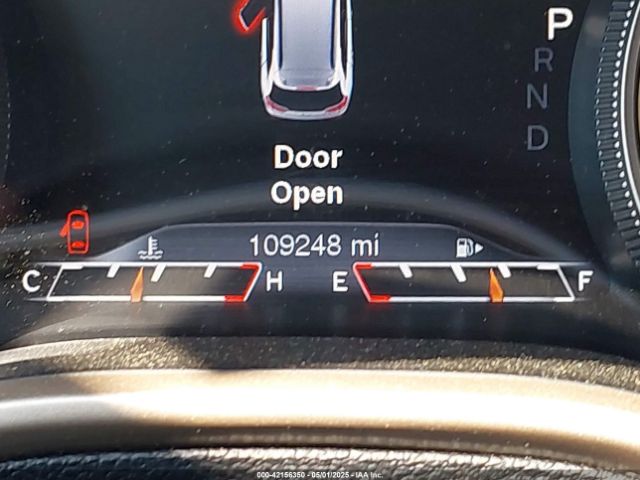 P
R
N
D
Door
Open
109248 mi
C H E F
000-42156350 - 05/01/2025 - IAA Inc.